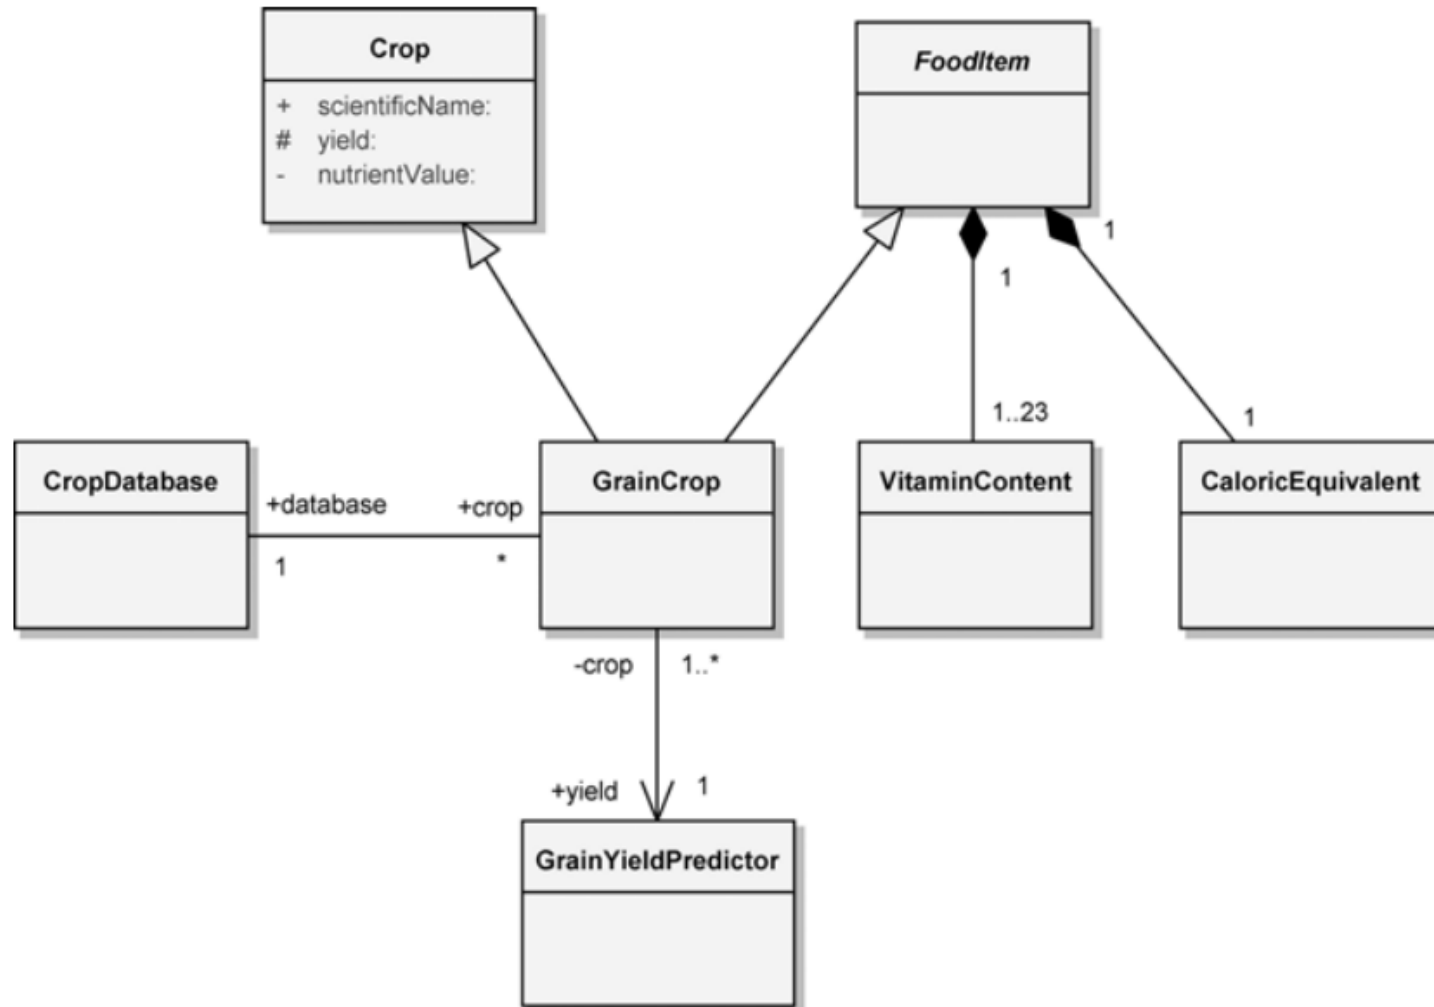 Crop
+ scientificName:
# yield:
- nutrientValue:
FoodItem
1
1
1..23
1
CropDatabase
+database
+crop
1
*
GrainCrop
VitaminContent
CaloricEquivalent
-crop
1..*
+yield
1
GrainYieldPredictor